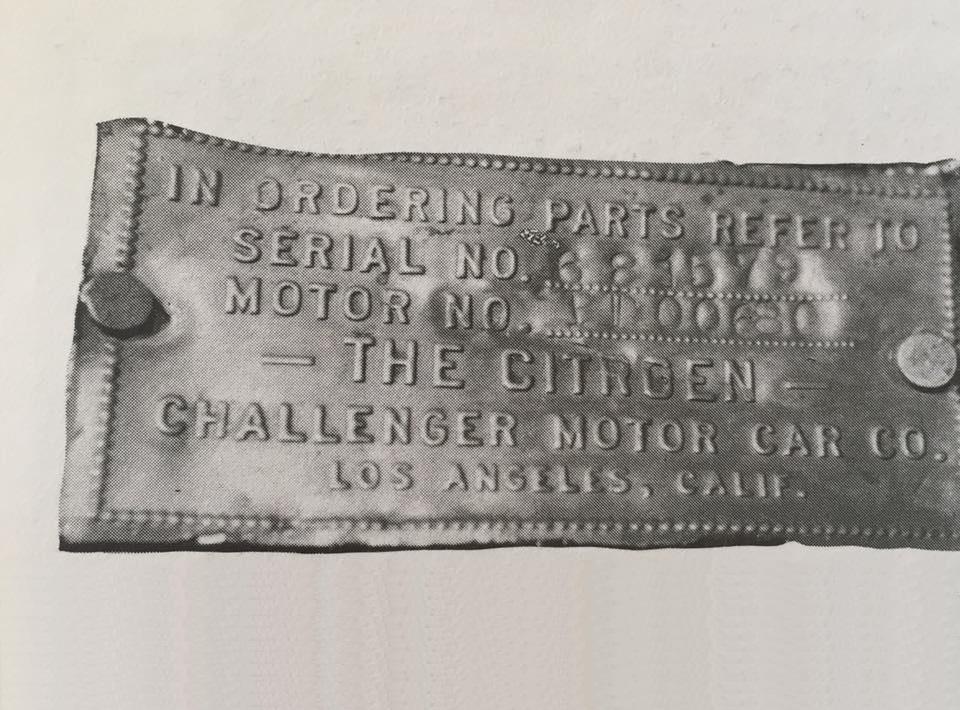 IN ORDERING PARTS REFER TO
SERIAL NO.
MOTOR NO.
— THE CITROEN —
CHALLENGER MOTOR CAR CO.
LOS ANGELES, CALIF.